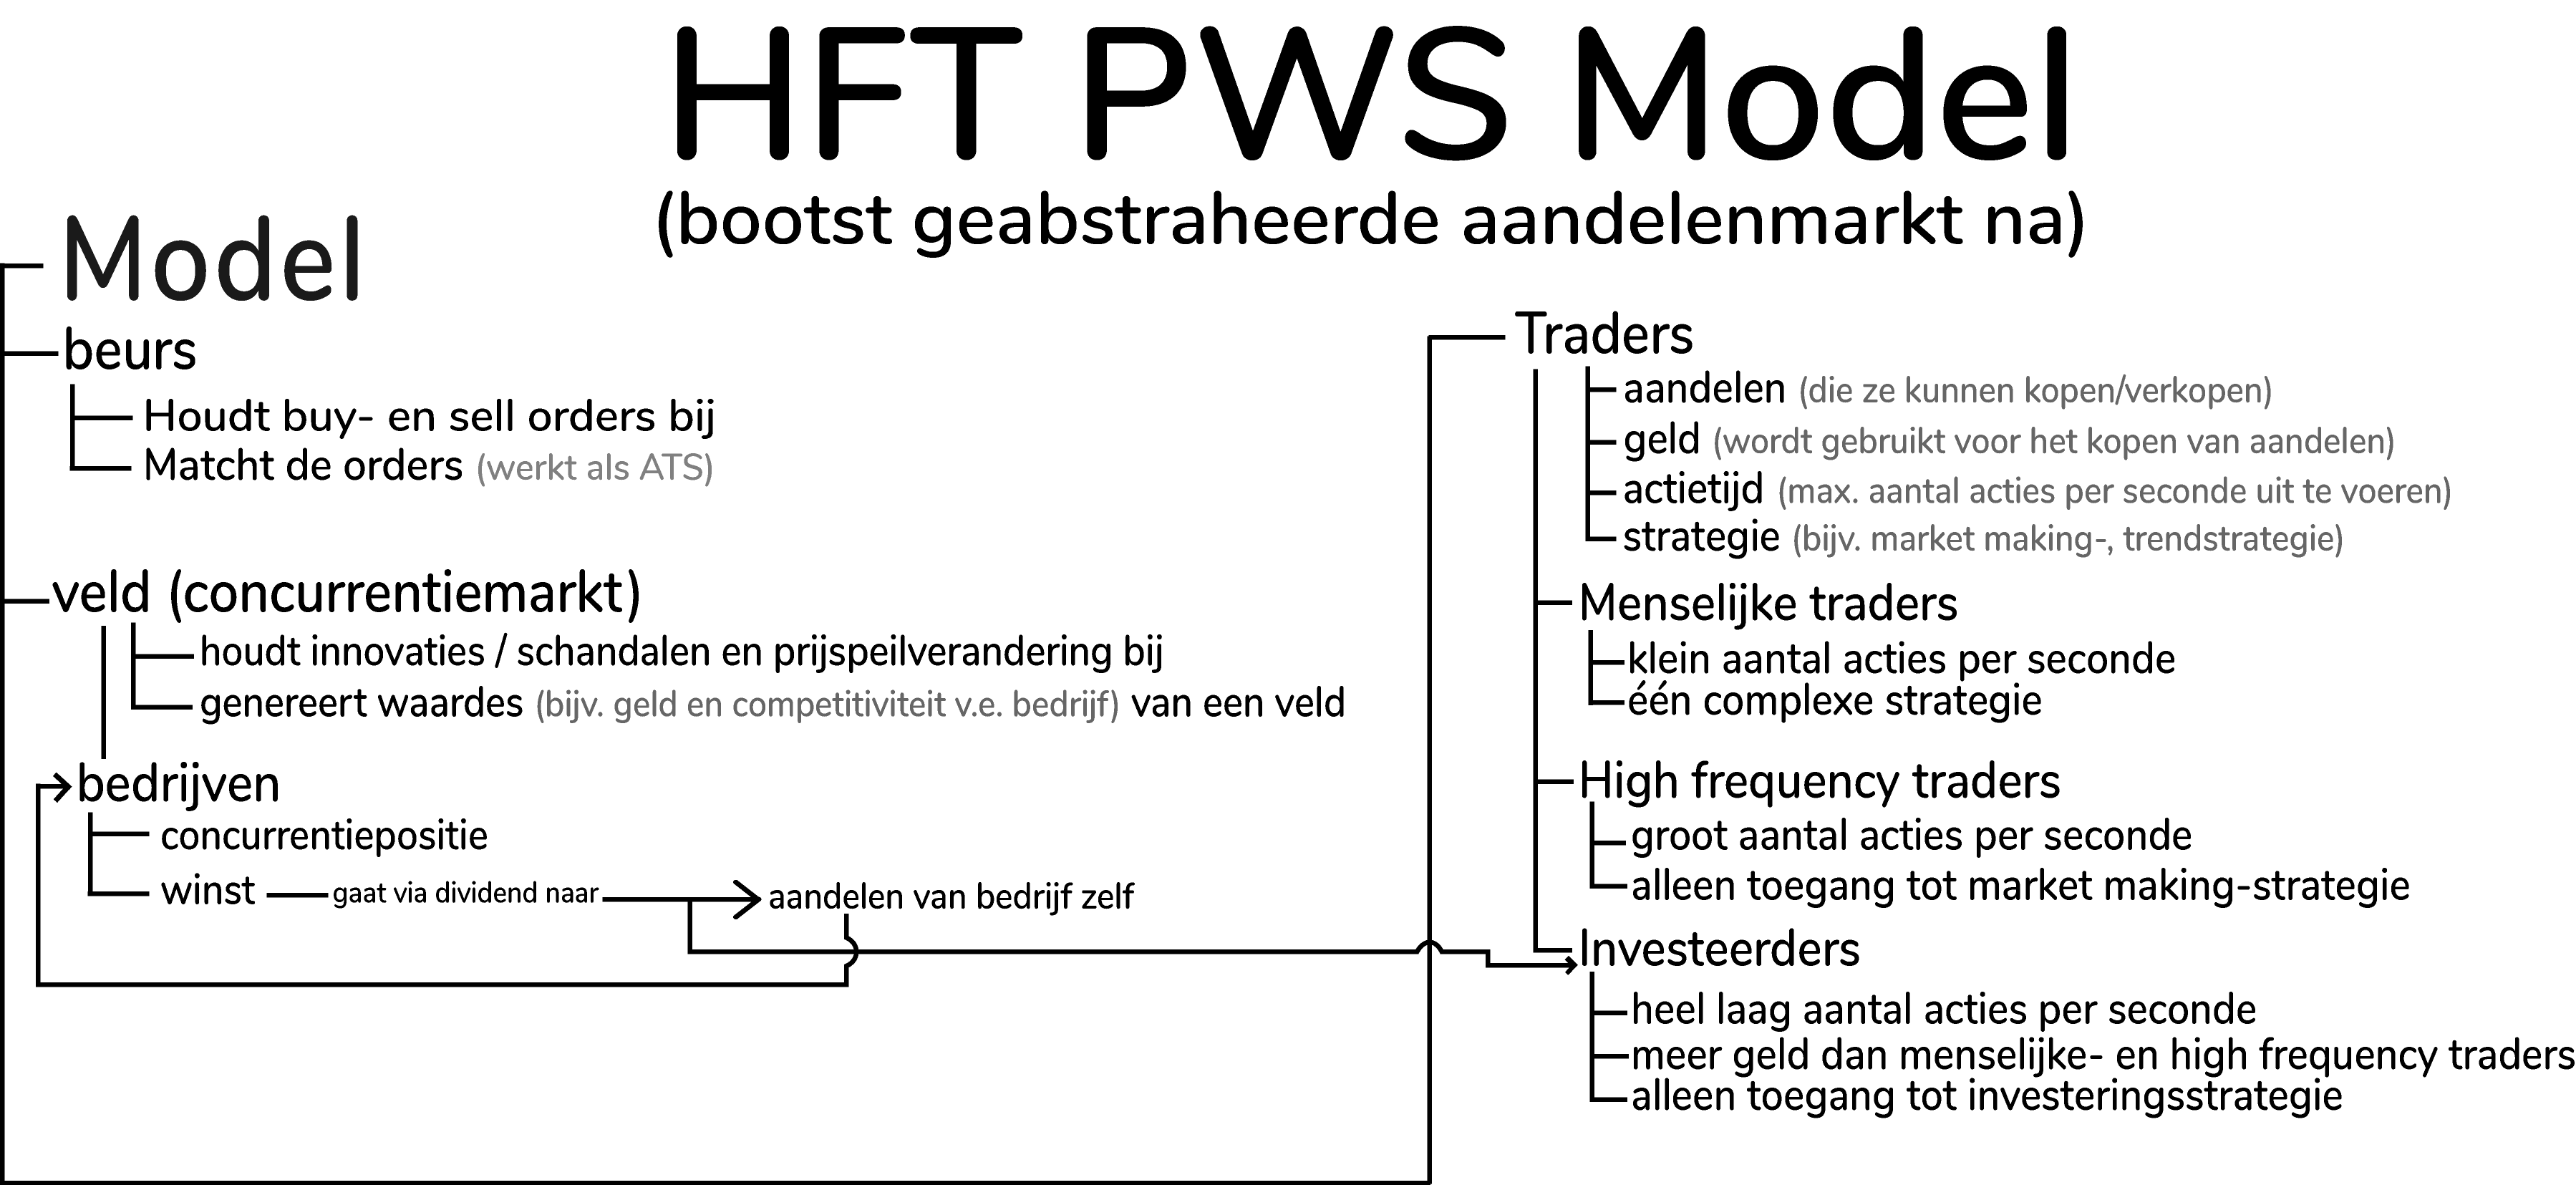 HFT PWS Model
(bootst geabstraheerde aandelenmarkt na)
Model
beurs
Houdt buy- en sell orders bij
Matcht de orders (werkt als ATS)
veld (concurrentiemarkt)
houdt innovaties / schandalen en prijspeilverandering bij
genereert waardes (bijv. geld en competitiviteit v.e. bedrijf) van een veld
bedrijven
concurrentiepositie
winst gaat via dividend naar aandelen van bedrijf zelf
Traders
aandelen (die ze kunnen kopen/verkopen)
geld (wordt gebruikt voor het kopen van aandelen)
actietijd (max. aantal acties per seconde uit te voeren)
strategie (bijv. market making-, trendstrategie)
Menselijke traders
klein aantal acties per seconde
één complexe strategie
High frequency traders
groot aantal acties per seconde
alleen toegang tot market making-strategie
Investeerders
heel laag aantal acties per seconde
meer geld dan menselijke- en high frequency traders
alleen toegang tot investeringsstrategie